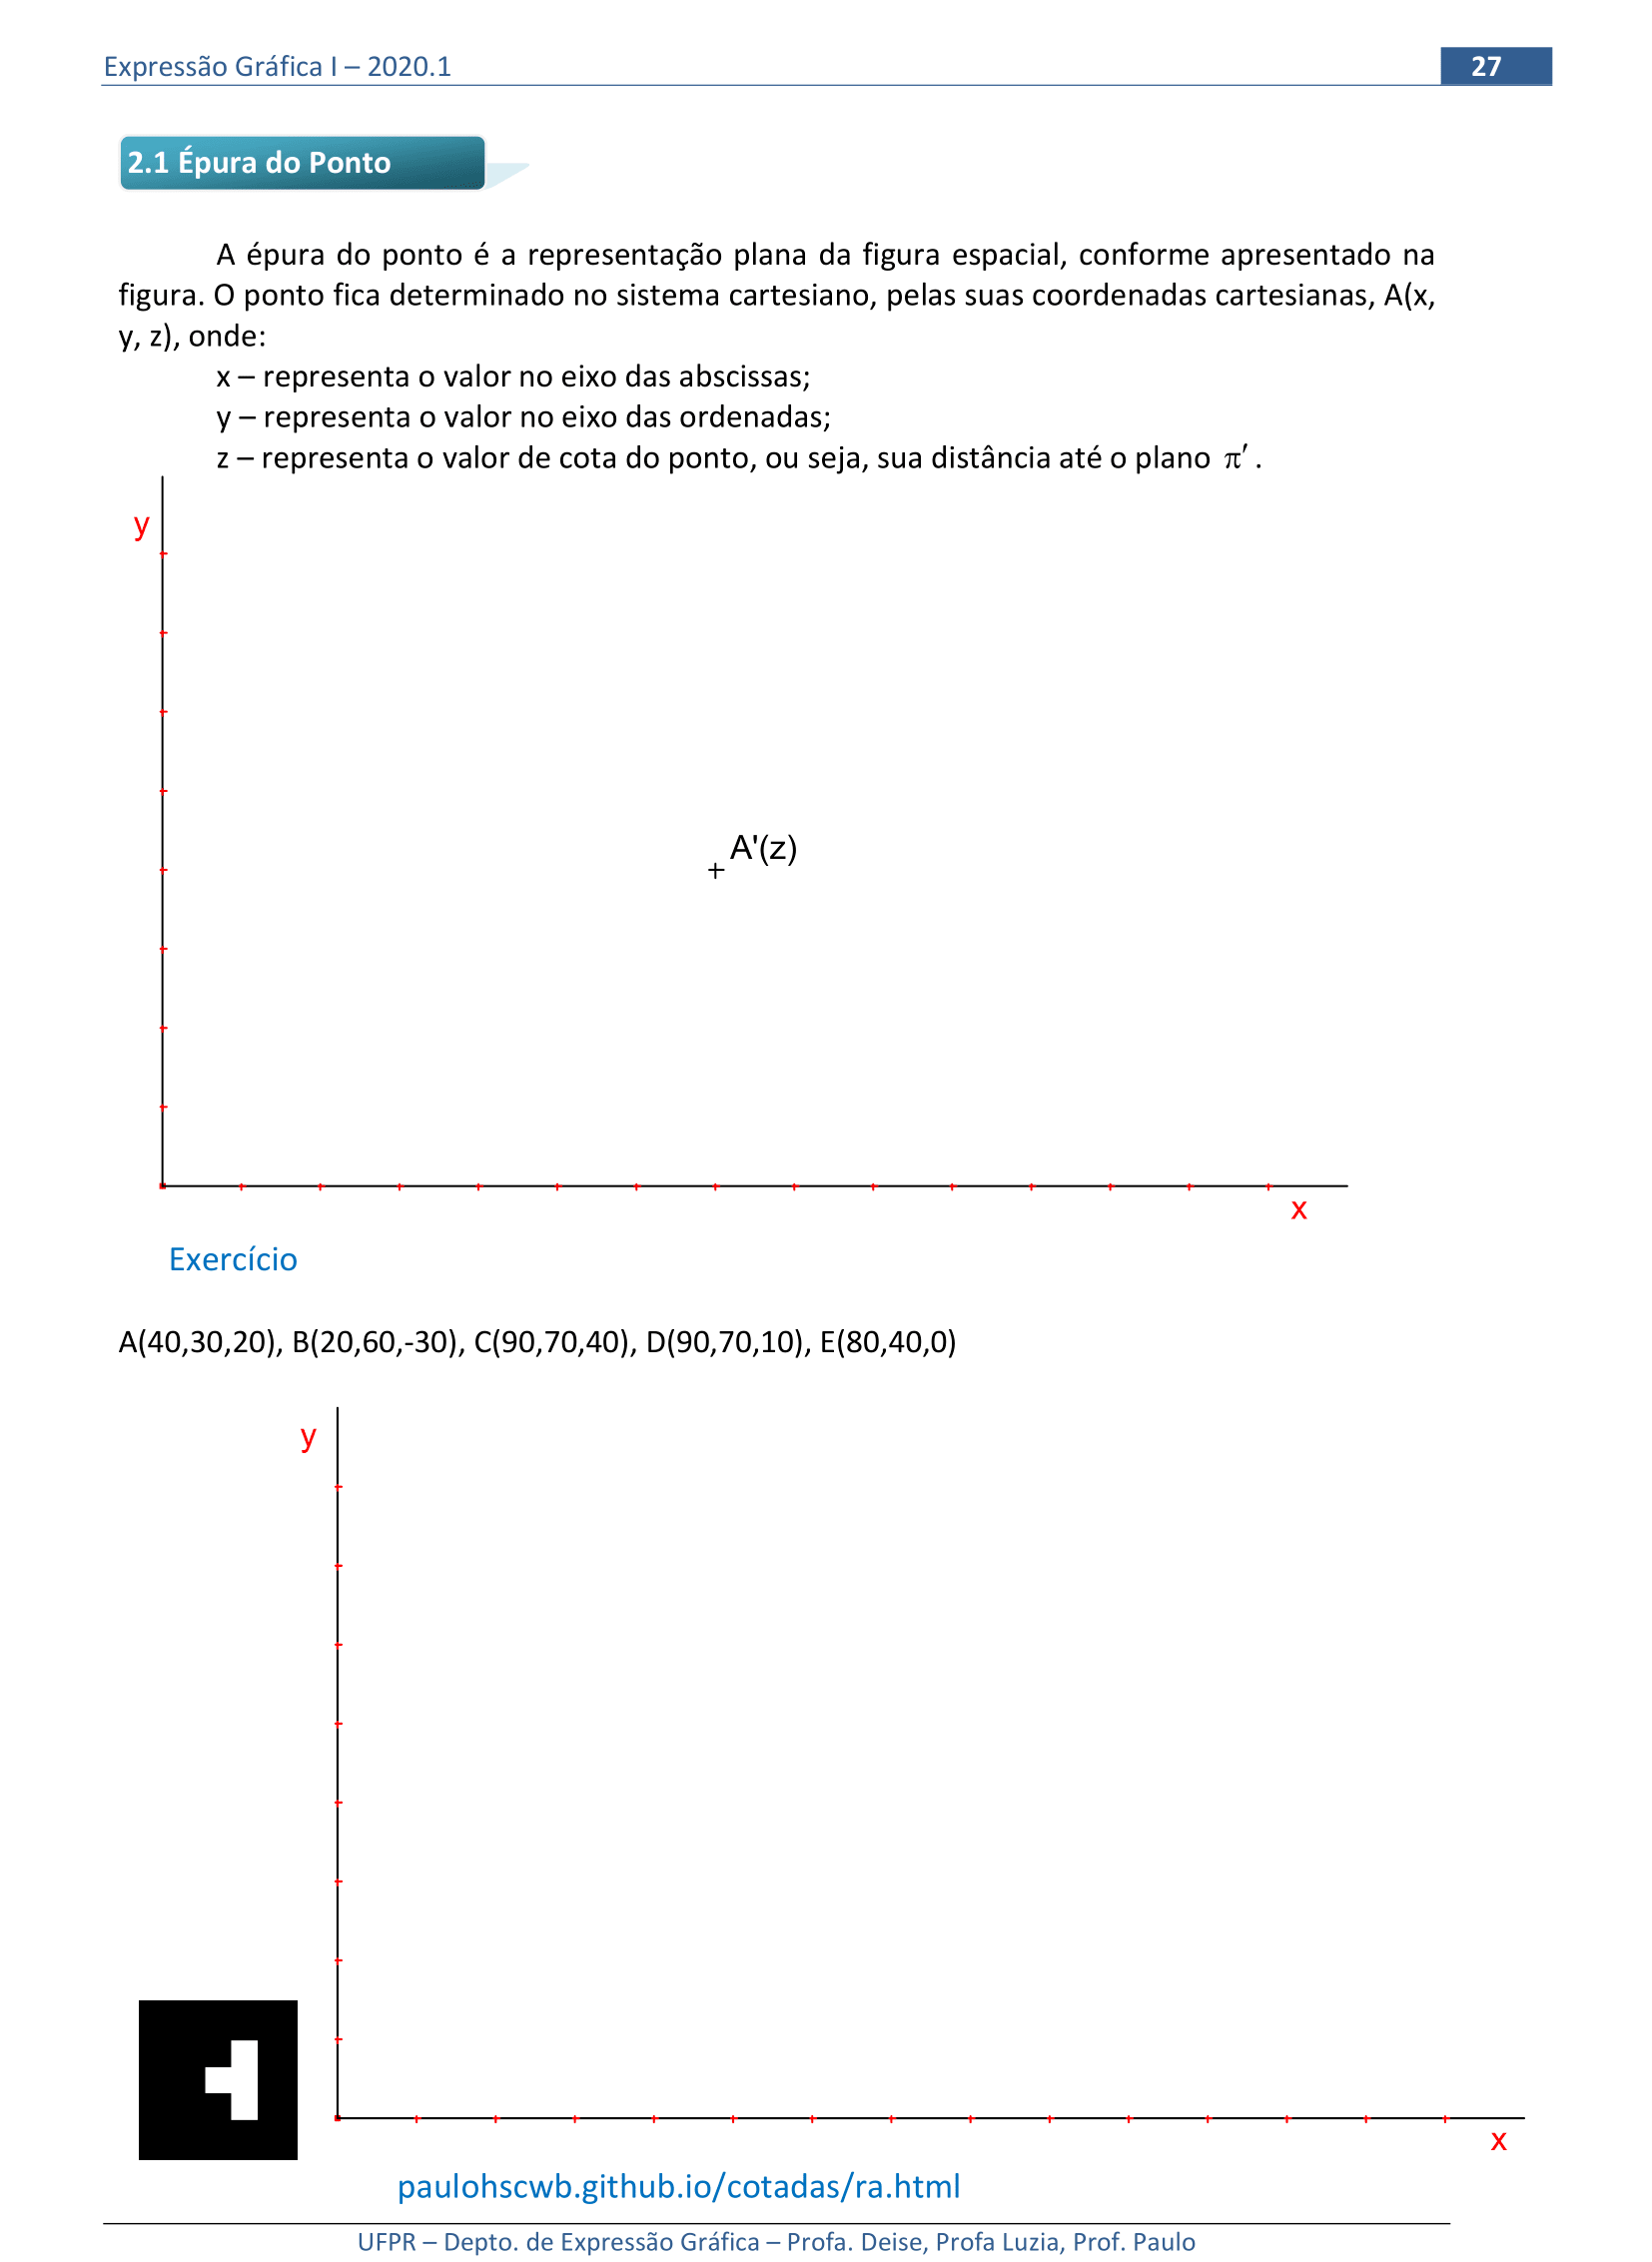 Expressão Gráfica I – 2020.1
27
2.1 Épura do Ponto
A épura do ponto é a representação plana da figura espacial, conforme apresentado na
figura. O ponto fica determinado no sistema cartesiano, pelas suas coordenadas cartesianas, A(x,
y, z), onde:
x – representa o valor no eixo das abscissas;
y – representa o valor no eixo das ordenadas;
z – representa o valor de cota do ponto, ou seja, sua distância até o plano π′ .
y
A'(z)
x
Exercício
A(40,30,20), B(20,60,-30), C(90,70,40), D(90,70,10), E(80,40,0)
y
x
paulohscwb.github.io/cotadas/ra.html
UFPR – Depto. de Expressão Gráfica – Profa. Deise, Profa Luzia, Prof. Paulo